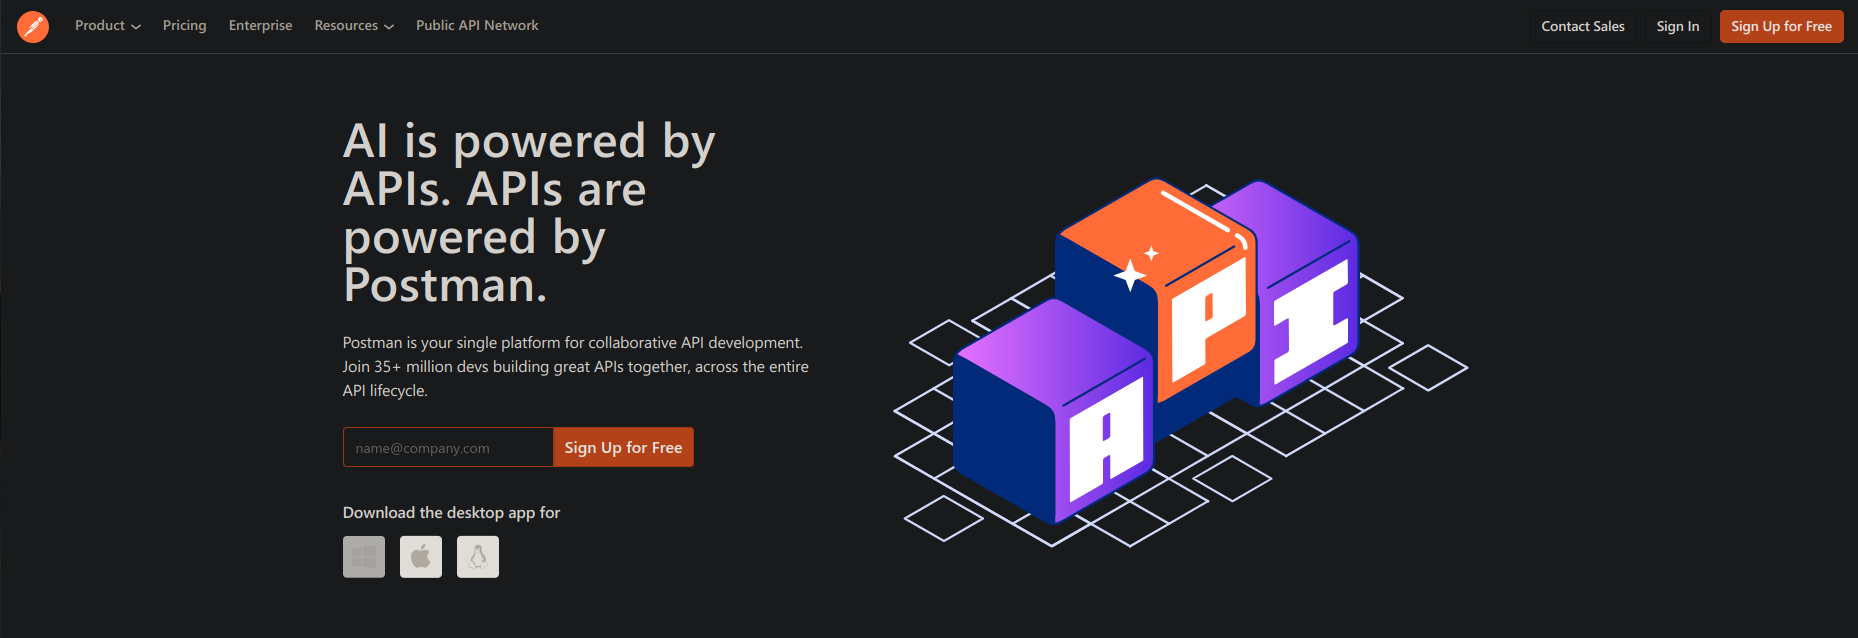 Product
Pricing
Enterprise
Resources
Public API Network
Contact Sales
Sign In
Sign Up for Free
AI is powered by
APIs. APIs are
powered by
Postman.
Postman is your single platform for collaborative API development.
Join 35+ million devs building great APIs together, across the entire
API lifecycle.
name@company.com
Sign Up for Free
Download the desktop app for
A
P
I